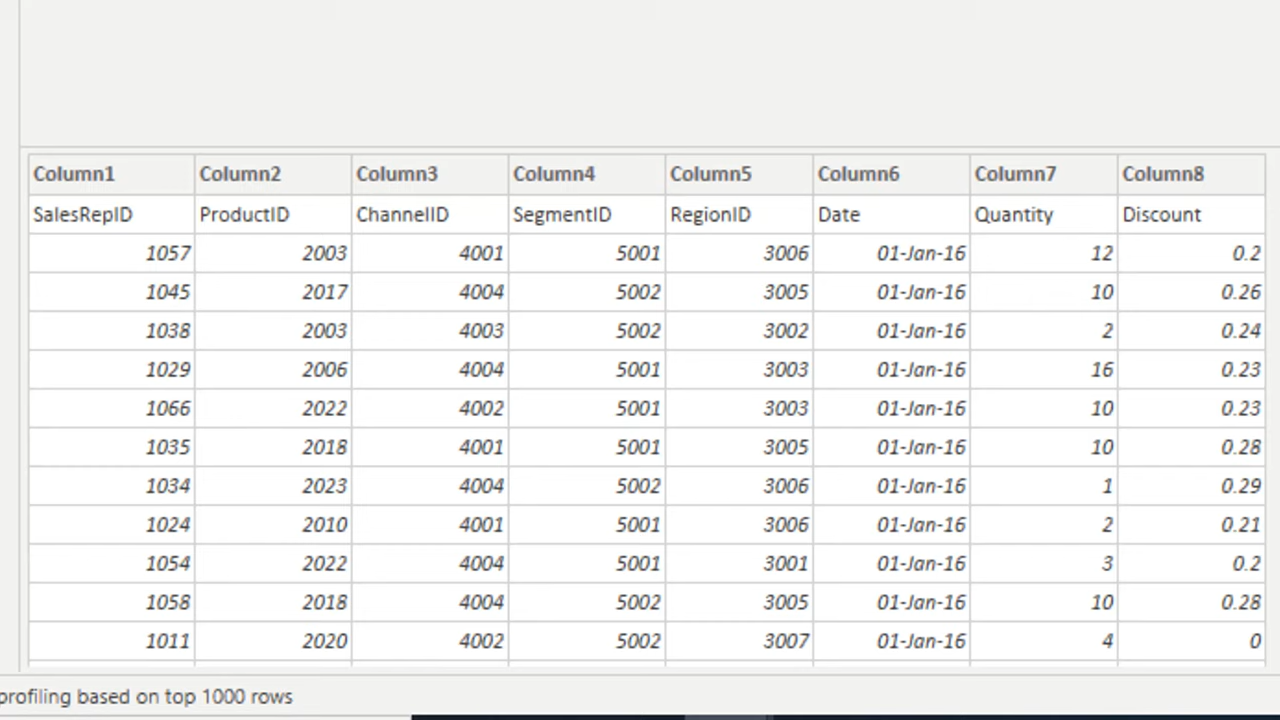 Column1 Column2 Column3 Column4 Column5 Column6 Column7 Column8
SalesRepID ProductID ChannelID SegmentID RegionID Date Quantity Discount
1057 2003 4001 5001 3006 01-Jan-16 12 0.2
1045 2017 4004 5002 3005 01-Jan-16 10 0.26
1038 2003 4003 5002 3002 01-Jan-16 2 0.24
1029 2006 4004 5001 3003 01-Jan-16 16 0.23
1066 2022 4002 5001 3003 01-Jan-16 10 0.23
1035 2018 4001 5001 3005 01-Jan-16 10 0.28
1034 2023 4004 5002 3006 01-Jan-16 1 0.29
1024 2010 4001 5001 3006 01-Jan-16 2 0.21
1054 2022 4004 5001 3001 01-Jan-16 3 0.2
1058 2018 4004 5002 3005 01-Jan-16 10 0.28
1011 2020 4002 5002 3007 01-Jan-16 4 0
profiling based on top 1000 rows